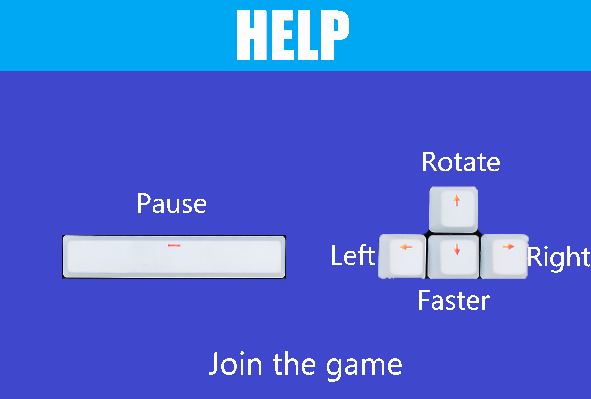 HELP
Rotate
Pause
Left
Right
Faster
Join the game